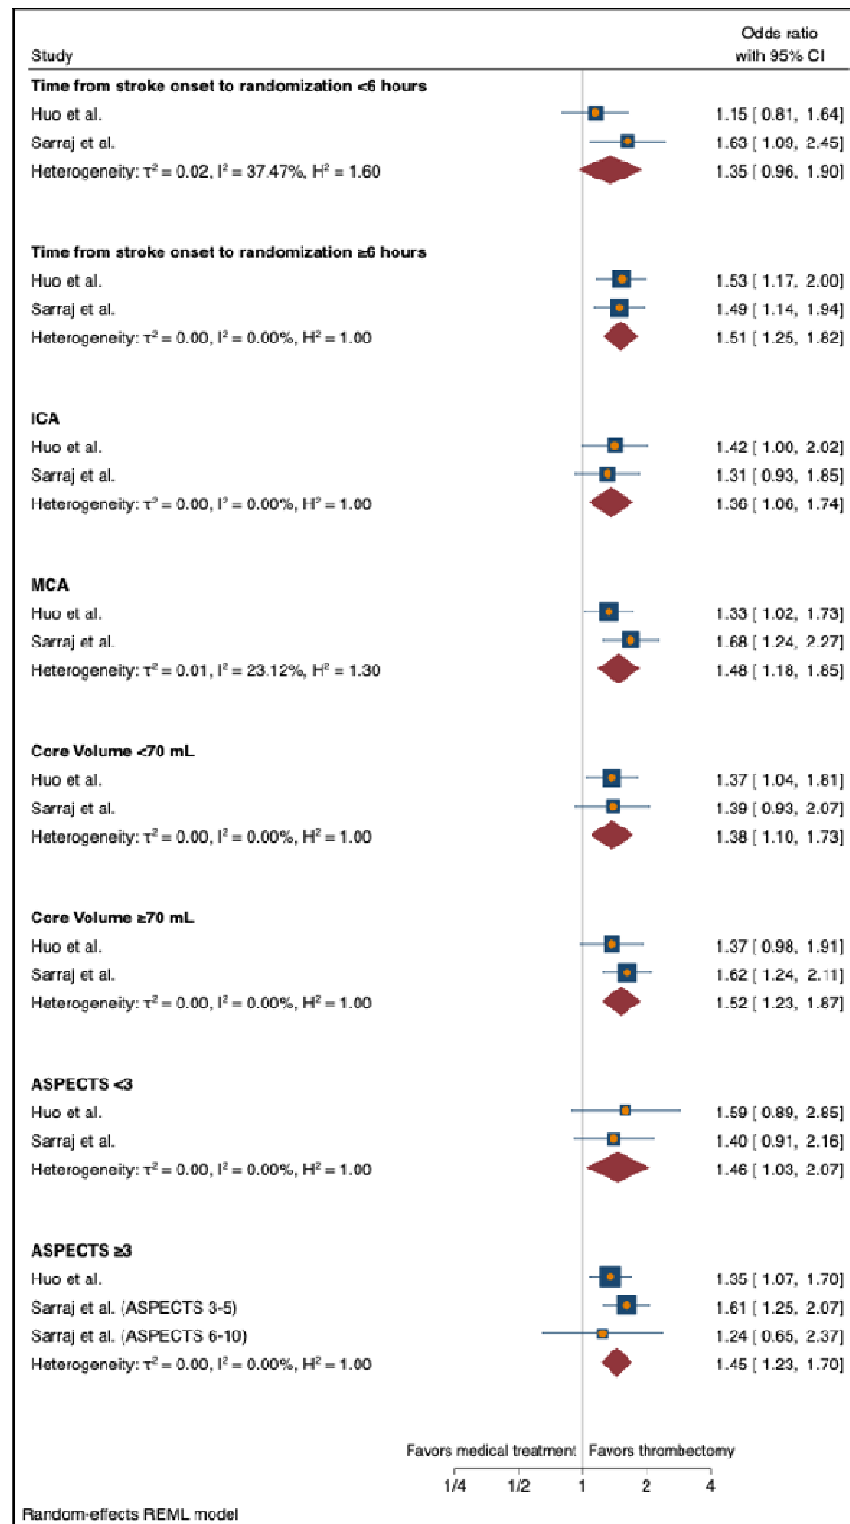 Odds ratio
Study with 95% CI
Time from stroke onset to randomization <6 hours
Huo et al. 1.15 [ 0.81, 1.64]
Sarraj et al. 1.63 [ 1.09, 2.45]
Heterogeneity: τ² = 0.02, I² = 37.47%, H² = 1.60 1.35 [ 0.96, 1.90]
Time from stroke onset to randomization ≥6 hours
Huo et al. 1.53 [ 1.17, 2.00]
Sarraj et al. 1.49 [ 1.14, 1.94]
Heterogeneity: τ² = 0.00, I² = 0.00%, H² = 1.00 1.51 [ 1.25, 1.82]
ICA
Huo et al. 1.42 [ 1.00, 2.02]
Sarraj et al. 1.31 [ 0.93, 1.85]
Heterogeneity: τ² = 0.00, I² = 0.00%, H² = 1.00 1.36 [ 1.06, 1.74]
MCA
Huo et al. 1.33 [ 1.02, 1.73]
Sarraj et al. 1.68 [ 1.24, 2.27]
Heterogeneity: τ² = 0.01, I² = 23.12%, H² = 1.30 1.48 [ 1.18, 1.85]
Core Volume <70 mL
Huo et al. 1.37 [ 1.04, 1.81]
Sarraj et al. 1.39 [ 0.93, 2.07]
Heterogeneity: τ² = 0.00, I² = 0.00%, H² = 1.00 1.38 [ 1.10, 1.73]
Core Volume ≥70 mL
Huo et al. 1.37 [ 0.98, 1.91]
Sarraj et al. 1.62 [ 1.24, 2.11]
Heterogeneity: τ² = 0.00, I² = 0.00%, H² = 1.00 1.52 [ 1.23, 1.87]
ASPECTS <3
Huo et al. 1.59 [ 0.89, 2.85]
Sarraj et al. 1.40 [ 0.91, 2.16]
Heterogeneity: τ² = 0.00, I² = 0.00%, H² = 1.00 1.46 [ 1.03, 2.07]
ASPECTS ≥3
Huo et al. 1.35 [ 1.07, 1.70]
Sarraj et al. (ASPECTS 3-5) 1.61 [ 1.25, 2.07]
Sarraj et al. (ASPECTS 6-10) 1.24 [ 0.65, 2.37]
Heterogeneity: τ² = 0.00, I² = 0.00%, H² = 1.00 1.45 [ 1.23, 1.70]
Favors medical treatment Favors thrombectomy
1/4 1/2 1 2 4
Random-effects REML model